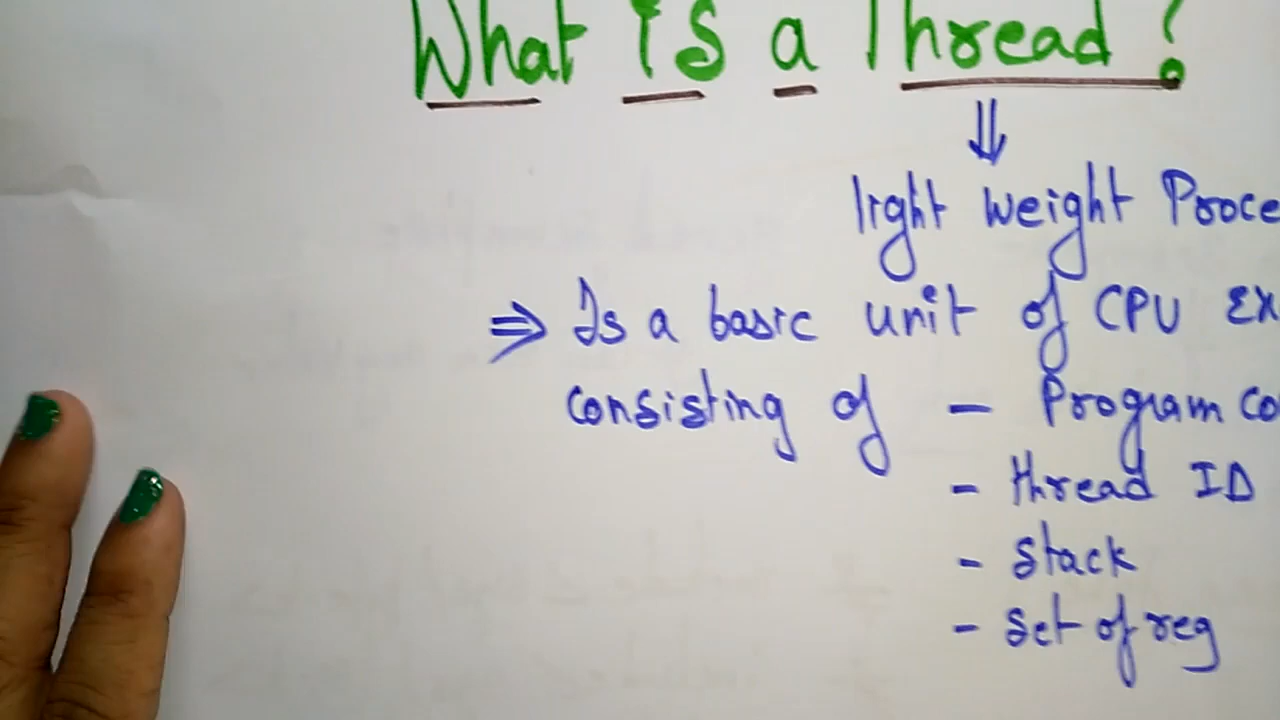 What is a Thread?
⇓
light weight Proce
⇒ Is a basic unit of CPU Ex
consisting of - Program co
- thread ID
- stack
- set of reg